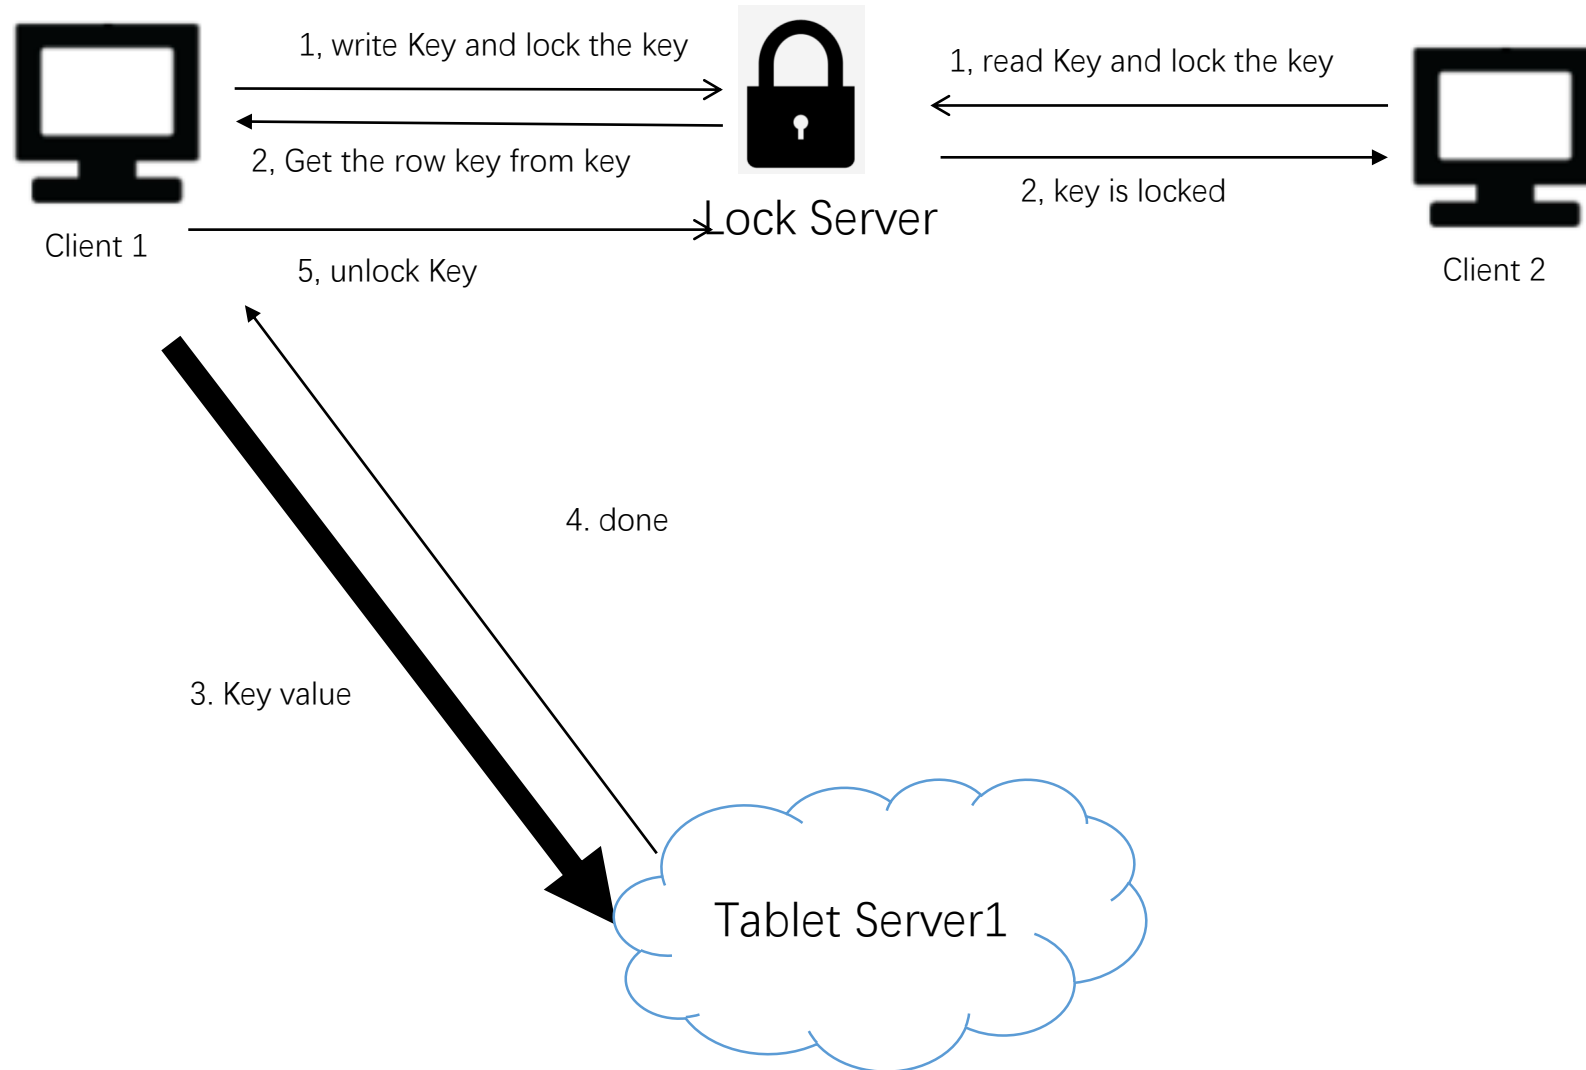 1, write Key and lock the key
1, read Key and lock the key
2, Get the row key from key
2, key is locked
Lock Server
Client 1
5, unlock Key
Client 2
4. done
3. Key value
Tablet Server1